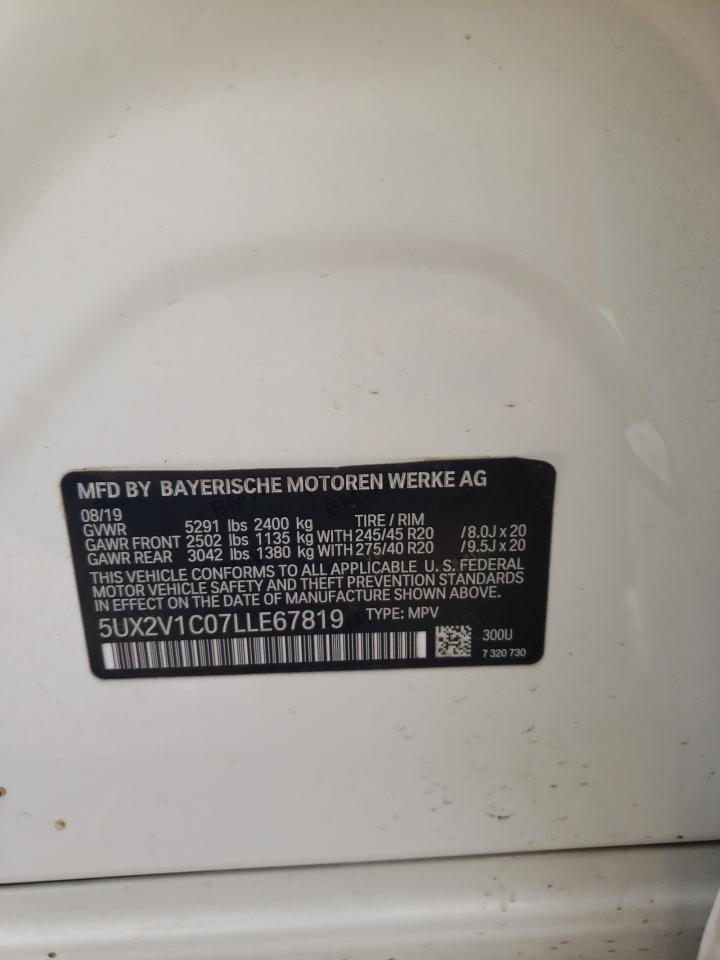 MFD BY BAYERISCHE MOTOREN WERKE AG
08/19
GVWR 5291 lbs 2400 kg TIRE / RIM
GAWR FRONT 2502 lbs 1135 kg WITH 245/45 R20 /8.0J x 20
GAWR REAR 3042 lbs 1380 kg WITH 275/40 R20 /9.5J x 20
THIS VEHICLE CONFORMS TO ALL APPLICABLE U. S. FEDERAL
MOTOR VEHICLE SAFETY AND THEFT PREVENTION STANDARDS
IN EFFECT ON THE DATE OF MANUFACTURE SHOWN ABOVE.
5UX2V1C07LLE67819 TYPE: MPV
300U
7 320 730